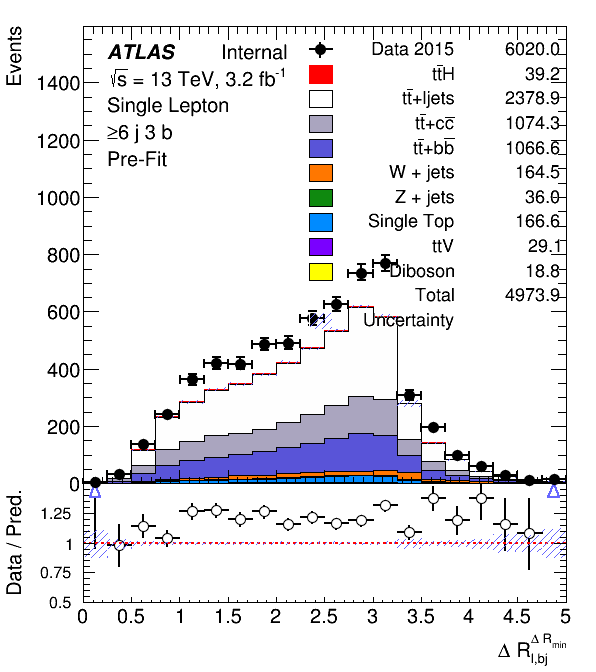 Events
ATLAS Internal
√s = 13 TeV, 3.2 fb⁻¹
Single Lepton
≥6 j 3 b
Pre-Fit
Data 2015 6020.0
tt̄H 39.2
tt̄+ljets 2378.9
tt̄+cc̄ 1074.3
tt̄+bb̄ 1066.6
W + jets 164.5
Z + jets 36.0
Single Top 166.6
ttV 29.1
Diboson 18.8
Total 4973.9
Uncertainty
1400
1200
1000
800
600
400
200
0
Data / Pred.
1.25
1
0.75
0.5
0 0.5 1 1.5 2 2.5 3 3.5 4 4.5 5
Δ R_{l,bj}^{Δ R_{min}}